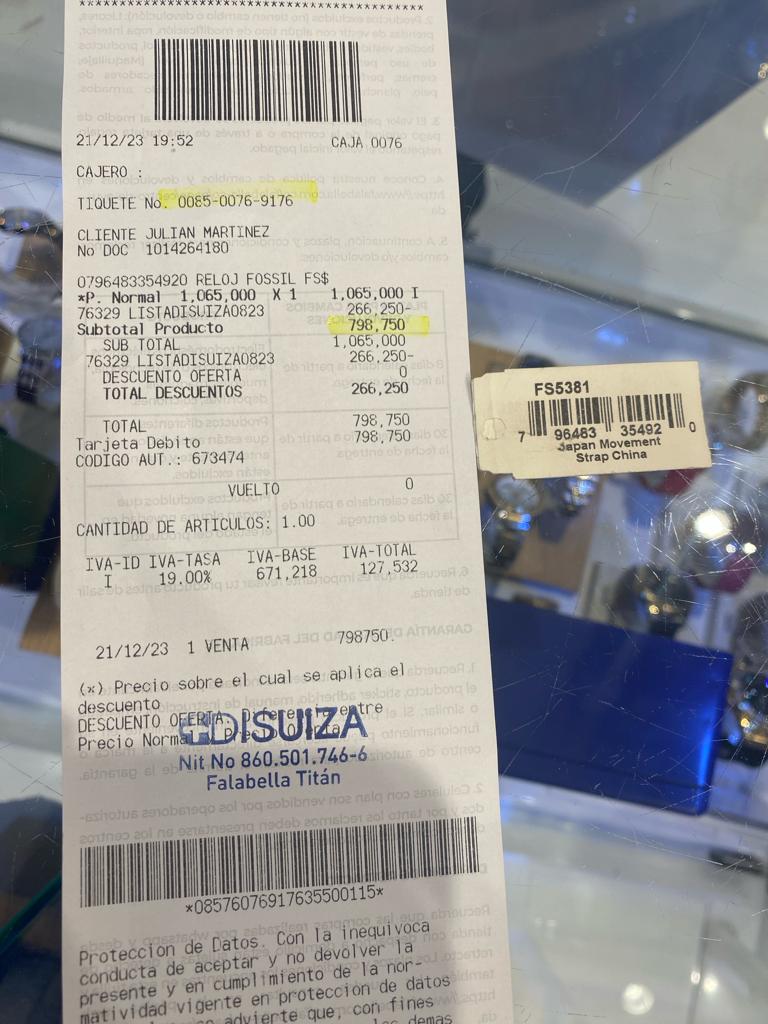 21/12/23 19:52 CAJA 0076
CAJERO :
TIQUETE No. 0085-0076-9176
CLIENTE JULIAN MARTINEZ
No DOC 1014264180
0796483354920 RELOJ FOSSIL FS$
*P. Normal 1,065,000 X 1 1,065,000 I
76329 LISTADISUIZA0823 266,250-
Subtotal Producto 798,750
SUB TOTAL 1,065,000
76329 LISTADISUIZA0823 266,250-
DESCUENTO OFERTA 0
TOTAL DESCUENTOS 266,250
TOTAL 798,750
Tarjeta Debito 798,750
CODIGO AUT.: 673474
VUELTO 0
CANTIDAD DE ARTICULOS: 1.00
IVA-ID IVA-TASA IVA-BASE IVA-TOTAL
I 19.00% 671,218 127,532
21/12/23 1 VENTA 798750.
(*) Precio sobre el cual se aplica el
descuento
DESCUENTO OFERTA: entre
Precio
DISUIZA
Nit No 860.501.746-6
Falabella Titán
*08576076917635500115*
Proteccion de Datos. Con la inequivoca
conducta de aceptar y no devolver la
presente y en cumplimiento de la nor-
matividad vigente en protección de datos
advierte que, con fines
demas
FS5381
7 96483 35492 0
Japan Movement
Strap China